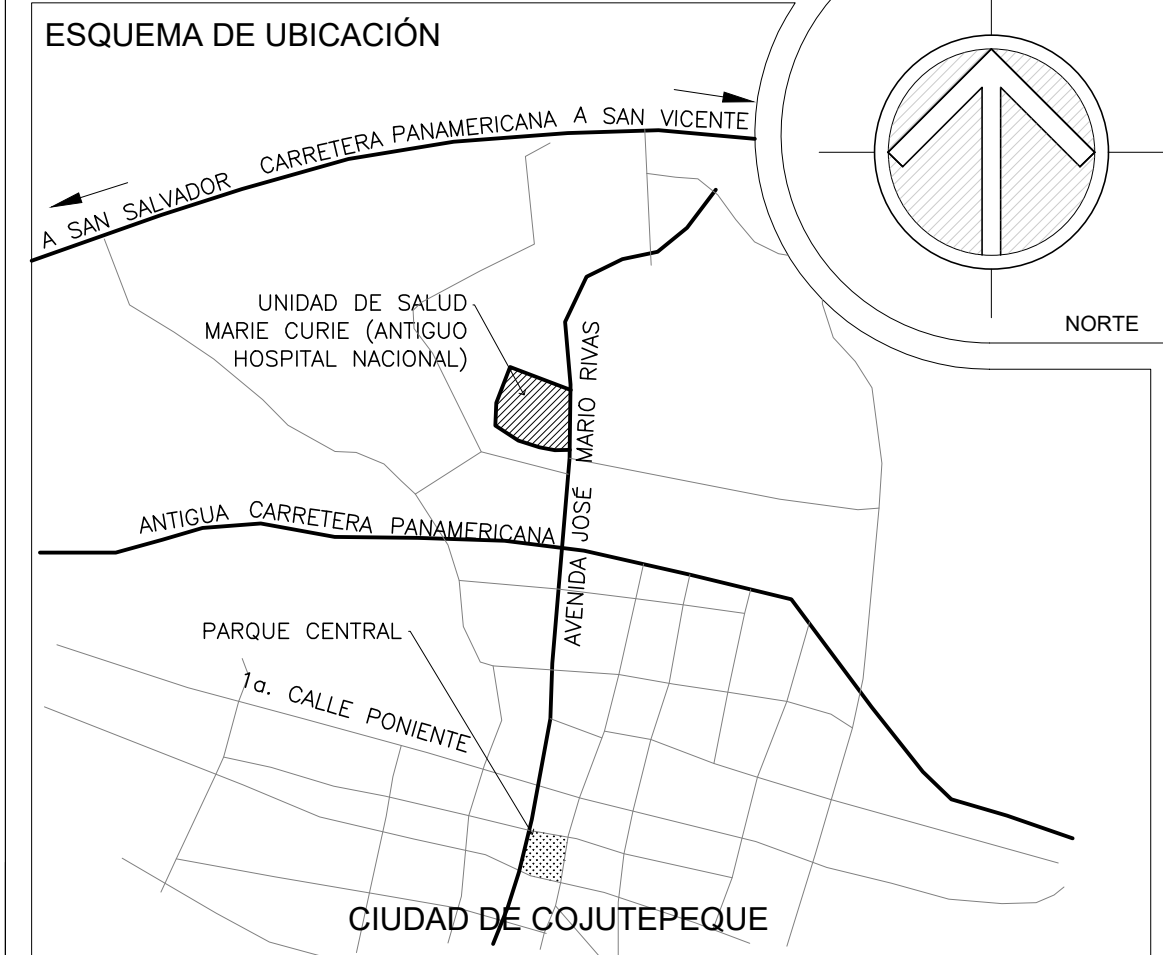 ESQUEMA DE UBICACIÓN
A SAN SALVADOR CARRETERA PANAMERICANA A SAN VICENTE
NORTE
UNIDAD DE SALUD
MARIE CURIE (ANTIGUO
HOSPITAL NACIONAL)
AVENIDA JOSÉ MARIO RIVAS
ANTIGUA CARRETERA PANAMERICANA
PARQUE CENTRAL
1a. CALLE PONIENTE
CIUDAD DE COJUTEPEQUE